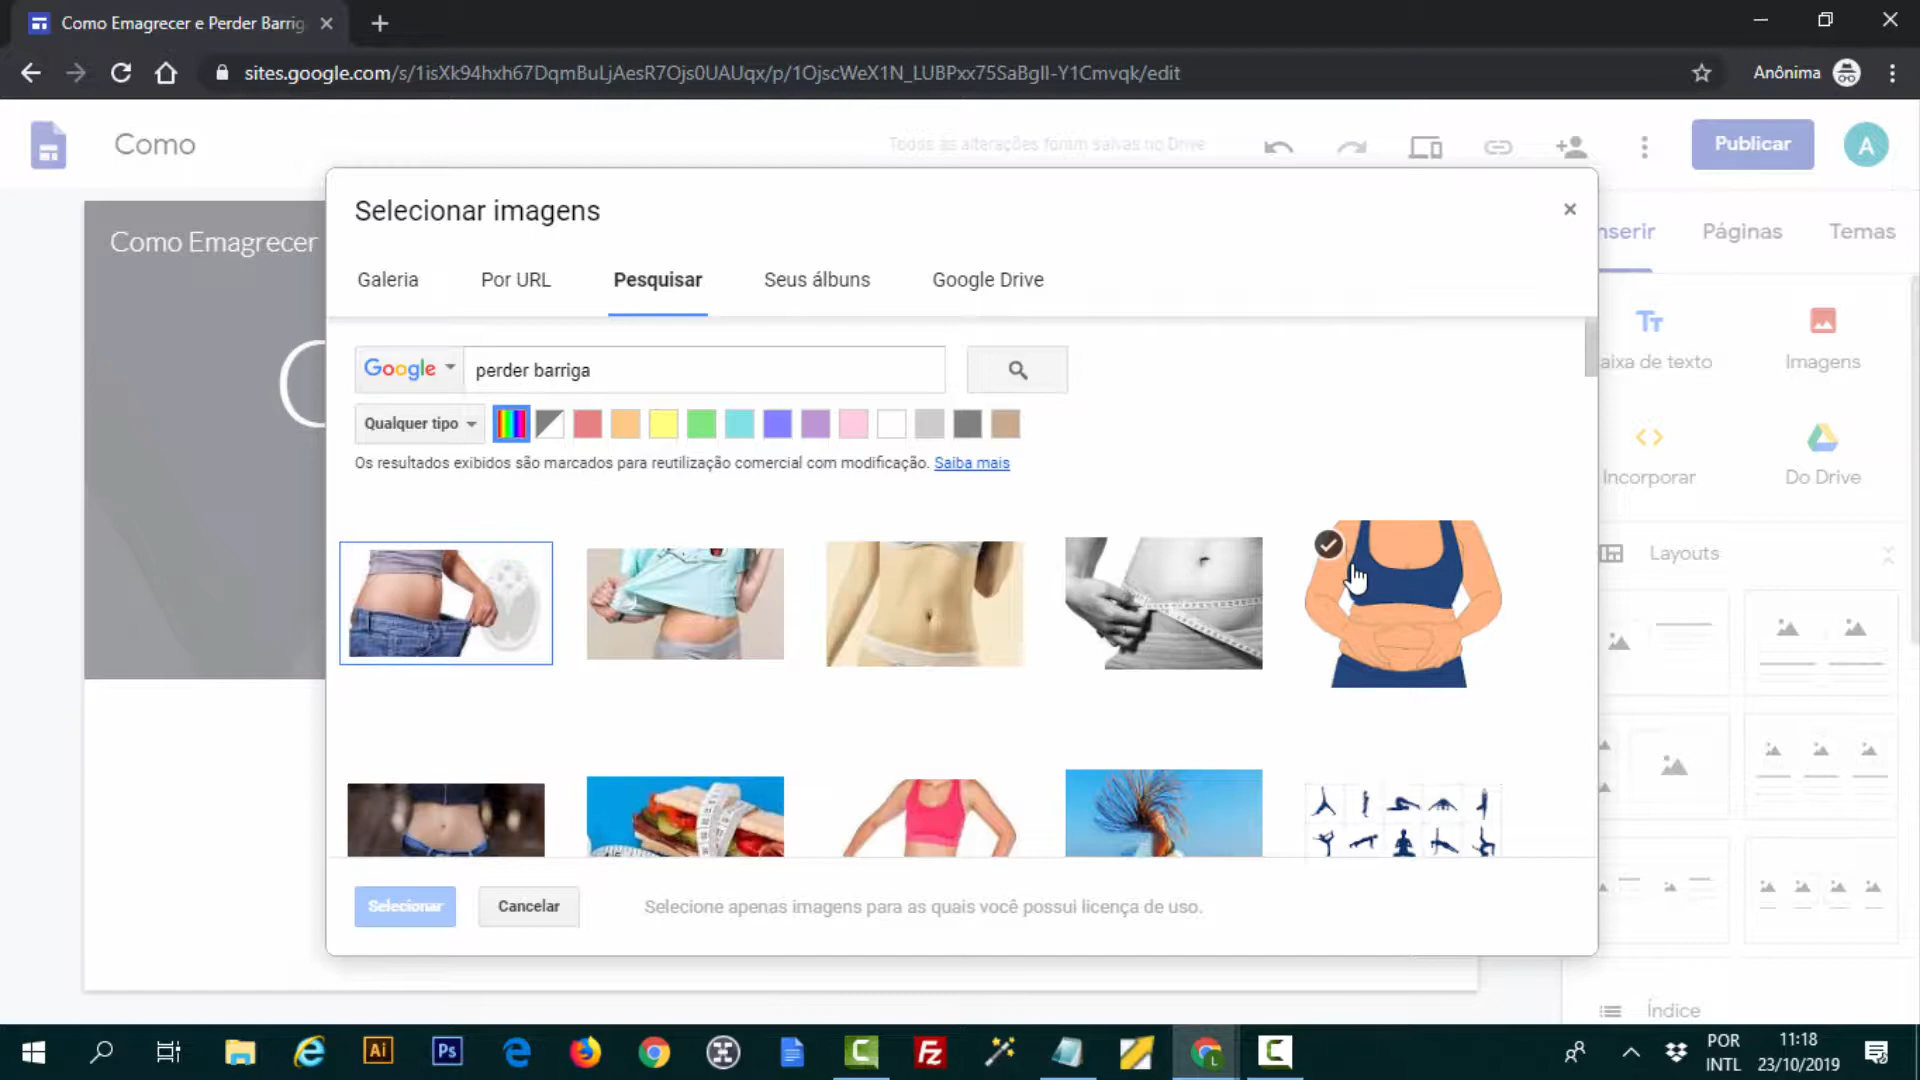 Como Emagrecer e Perder Barrig
sites.google.com/s/1isXk94hxh67DqmBuLjAesR7Ojs0UAUqx/p/1OjscWeX1N_LUBPxx75SaBgIl-Y1Cmvqk/edit
Anônima
Como
Todas as alterações foram salvas no Drive
Publicar
A
Selecionar imagens
Como Emagrecer
nserir
Páginas
Temas
Galeria
Por URL
Pesquisar
Seus álbuns
Google Drive
Google
perder barriga
aixa de texto
Imagens
Qualquer tipo
Os resultados exibidos são marcados para reutilização comercial com modificação. Saiba mais
Incorporar
Do Drive
Layouts
Selecionar
Cancelar
Selecione apenas imagens para as quais você possui licença de uso.
Índice
Ai
Ps
Fz
L
POR
INTL
11:18
23/10/2019